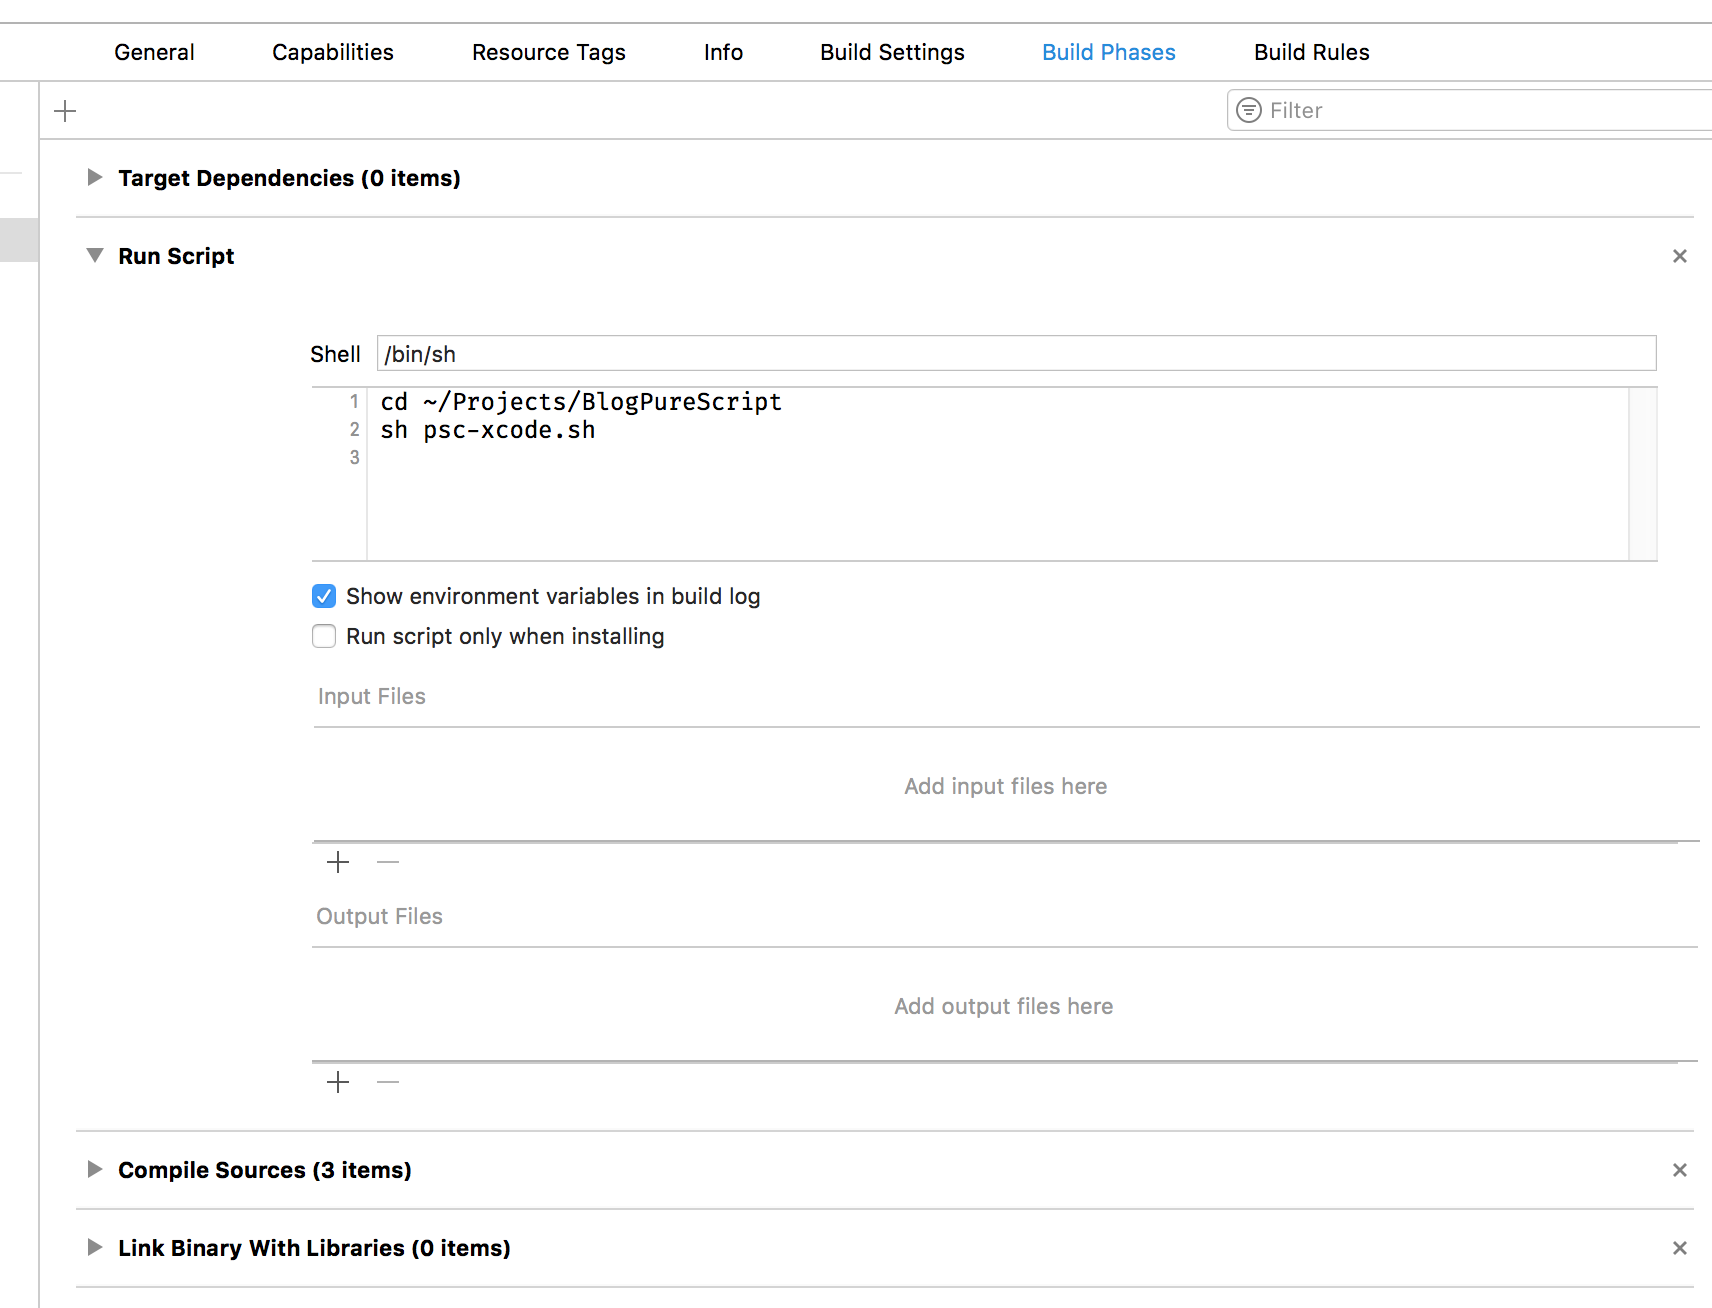 General Capabilities Resource Tags Info Build Settings Build Phases Build Rules
Filter
Target Dependencies (0 items)
Run Script
Shell /bin/sh
1 cd ~/Projects/BlogPureScript
2 sh psc-xcode.sh
3
Show environment variables in build log
Run script only when installing
Input Files
Add input files here
Output Files
Add output files here
Compile Sources (3 items)
Link Binary With Libraries (0 items)